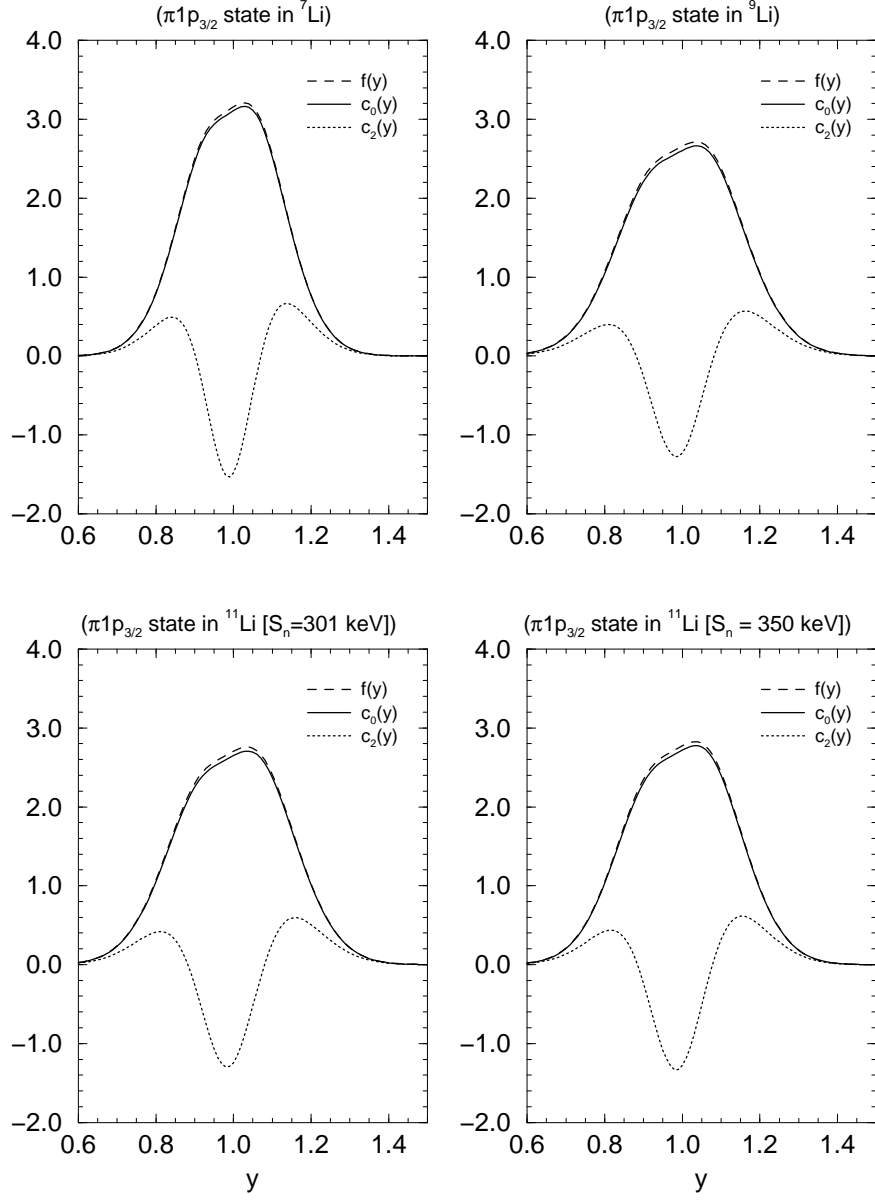 (π1p3/2 state in 7Li)
4.0
3.0
2.0
1.0
0.0
−1.0
−2.0
0.6 0.8 1.0 1.2 1.4
f(y)
c0(y)
c2(y)
(π1p3/2 state in 9Li)
4.0
3.0
2.0
1.0
0.0
−1.0
−2.0
0.6 0.8 1.0 1.2 1.4
f(y)
c0(y)
c2(y)
(π1p3/2 state in 11Li [Sn=301 keV])
4.0
3.0
2.0
1.0
0.0
−1.0
−2.0
0.6 0.8 1.0 1.2 1.4
y
f(y)
c0(y)
c2(y)
(π1p3/2 state in 11Li [Sn = 350 keV])
4.0
3.0
2.0
1.0
0.0
−1.0
−2.0
0.6 0.8 1.0 1.2 1.4
y
f(y)
c0(y)
c2(y)